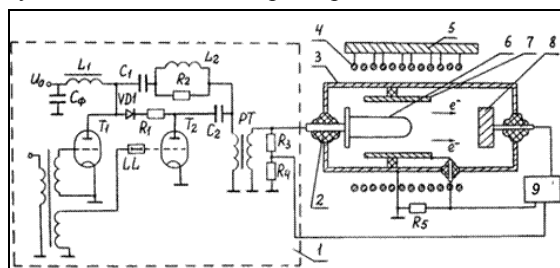 4 5 6 7 8
U₀ L₁ C₁ L₂ 3
R₂
Cф VD1 R₁ T₂ C₂ e⁻
T₁ РТ
LL R₃ e⁻
R₄ 2 9
R₅
1